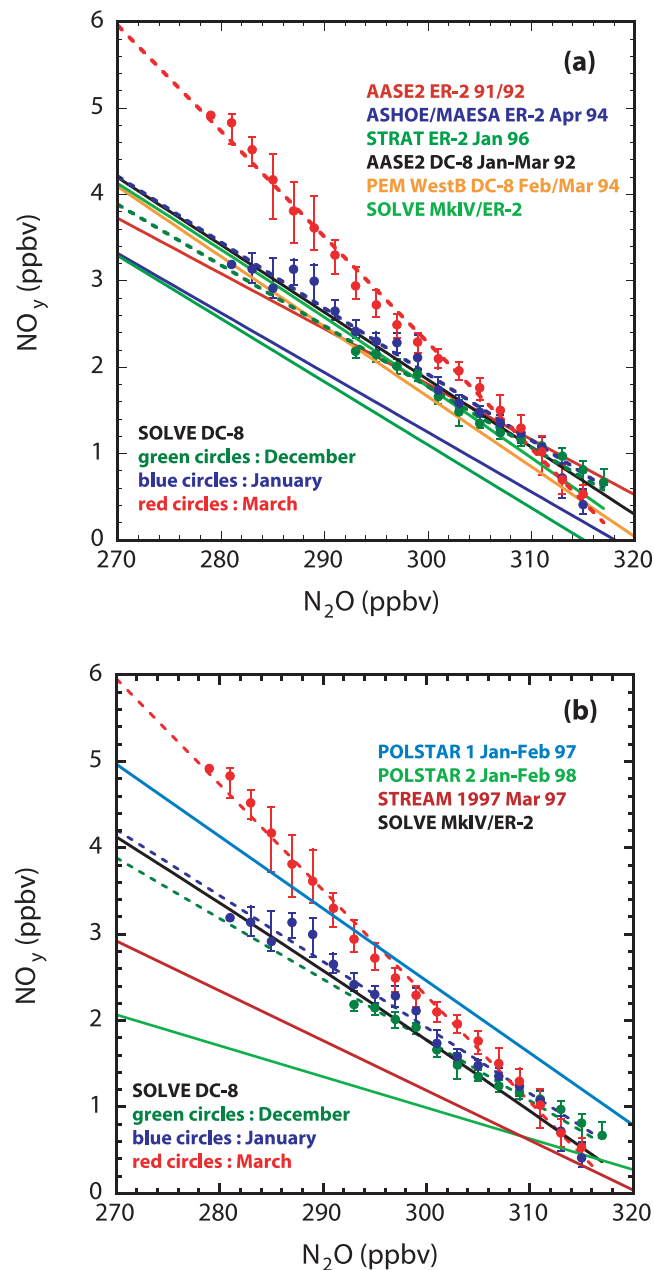 6
(a)
AASE2 ER-2 91/92
5
ASHOE/MAESA ER-2 Apr 94
STRAT ER-2 Jan 96
AASE2 DC-8 Jan-Mar 92
4
PEM WestB DC-8 Feb/Mar 94
SOLVE MkIV/ER-2
NOy (ppbv)
3
2
SOLVE DC-8
green circles : December
1
blue circles : January
red circles : March
0
270 280 290 300 310 320
N2O (ppbv)
6
(b)
POLSTAR 1 Jan-Feb 97
5
POLSTAR 2 Jan-Feb 98
STREAM 1997 Mar 97
SOLVE MkIV/ER-2
4
NOy (ppbv)
3
2
SOLVE DC-8
green circles : December
1
blue circles : January
red circles : March
0
270 280 290 300 310 320
N2O (ppbv)